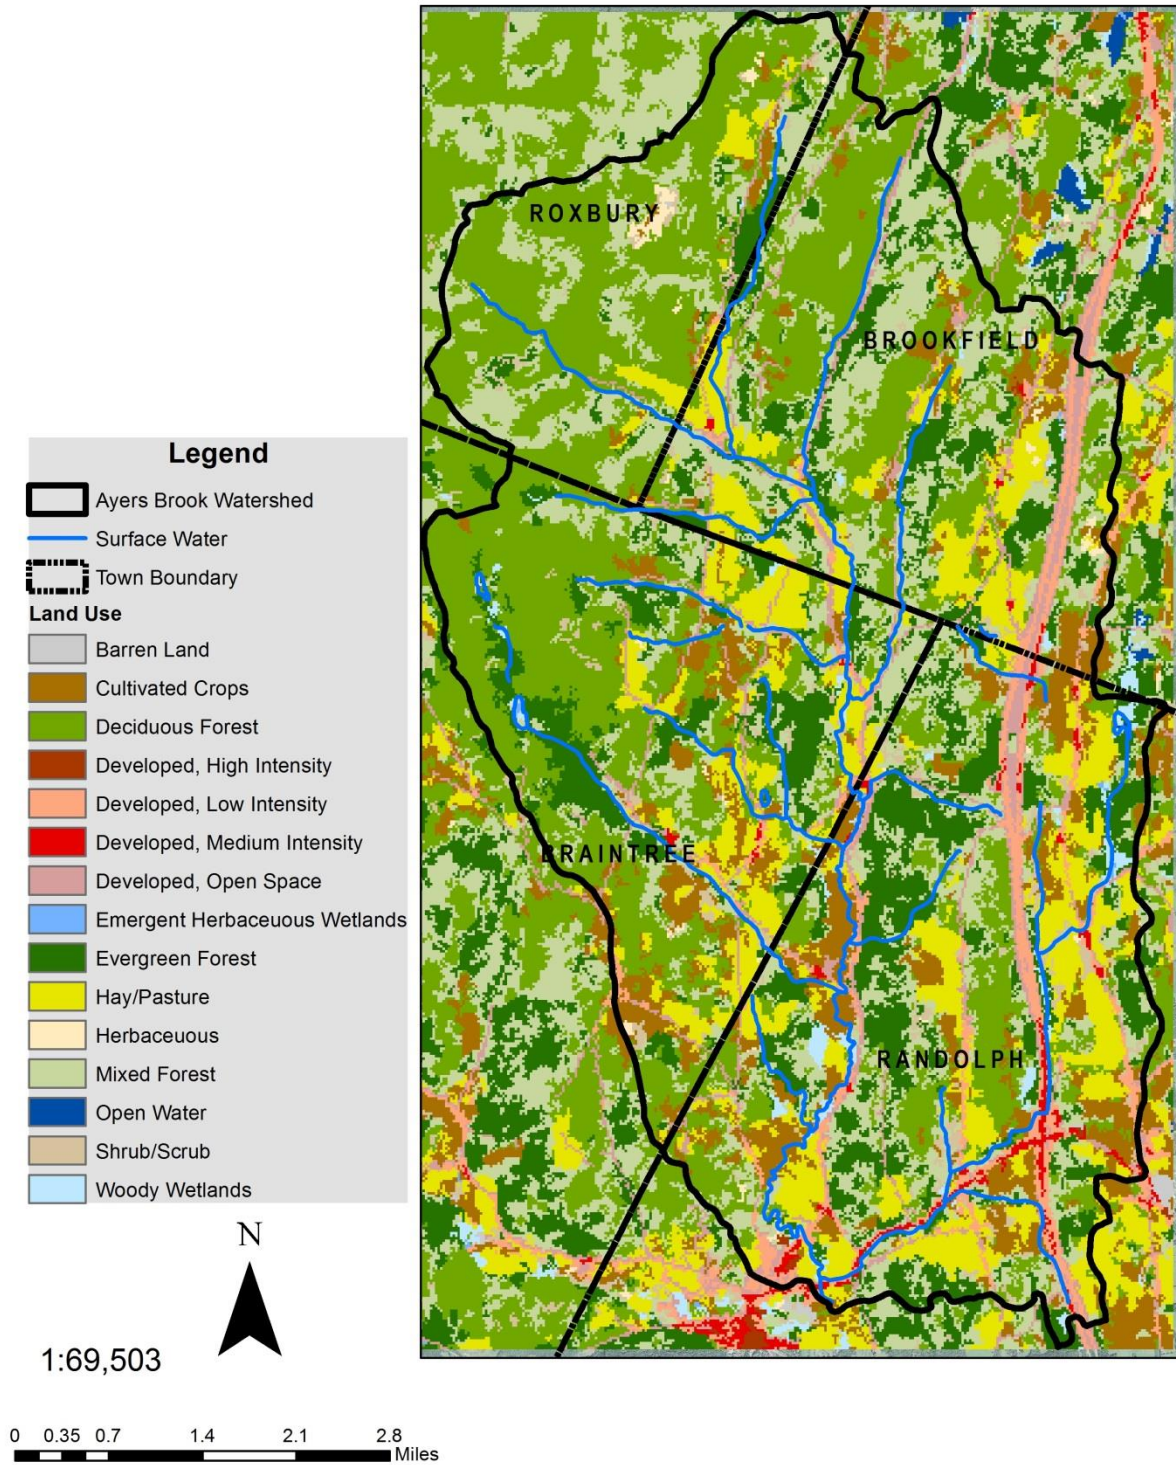 ROXBURY
BROOKFIELD
BRAINTREE
RANDOLPH
Legend
Ayers Brook Watershed
Surface Water
Town Boundary
Land Use
Barren Land
Cultivated Crops
Deciduous Forest
Developed, High Intensity
Developed, Low Intensity
Developed, Medium Intensity
Developed, Open Space
Emergent Herbaceuous Wetlands
Evergreen Forest
Hay/Pasture
Herbaceuous
Mixed Forest
Open Water
Shrub/Scrub
Woody Wetlands
N
1:69,503
0 0.35 0.7 1.4 2.1 2.8
Miles